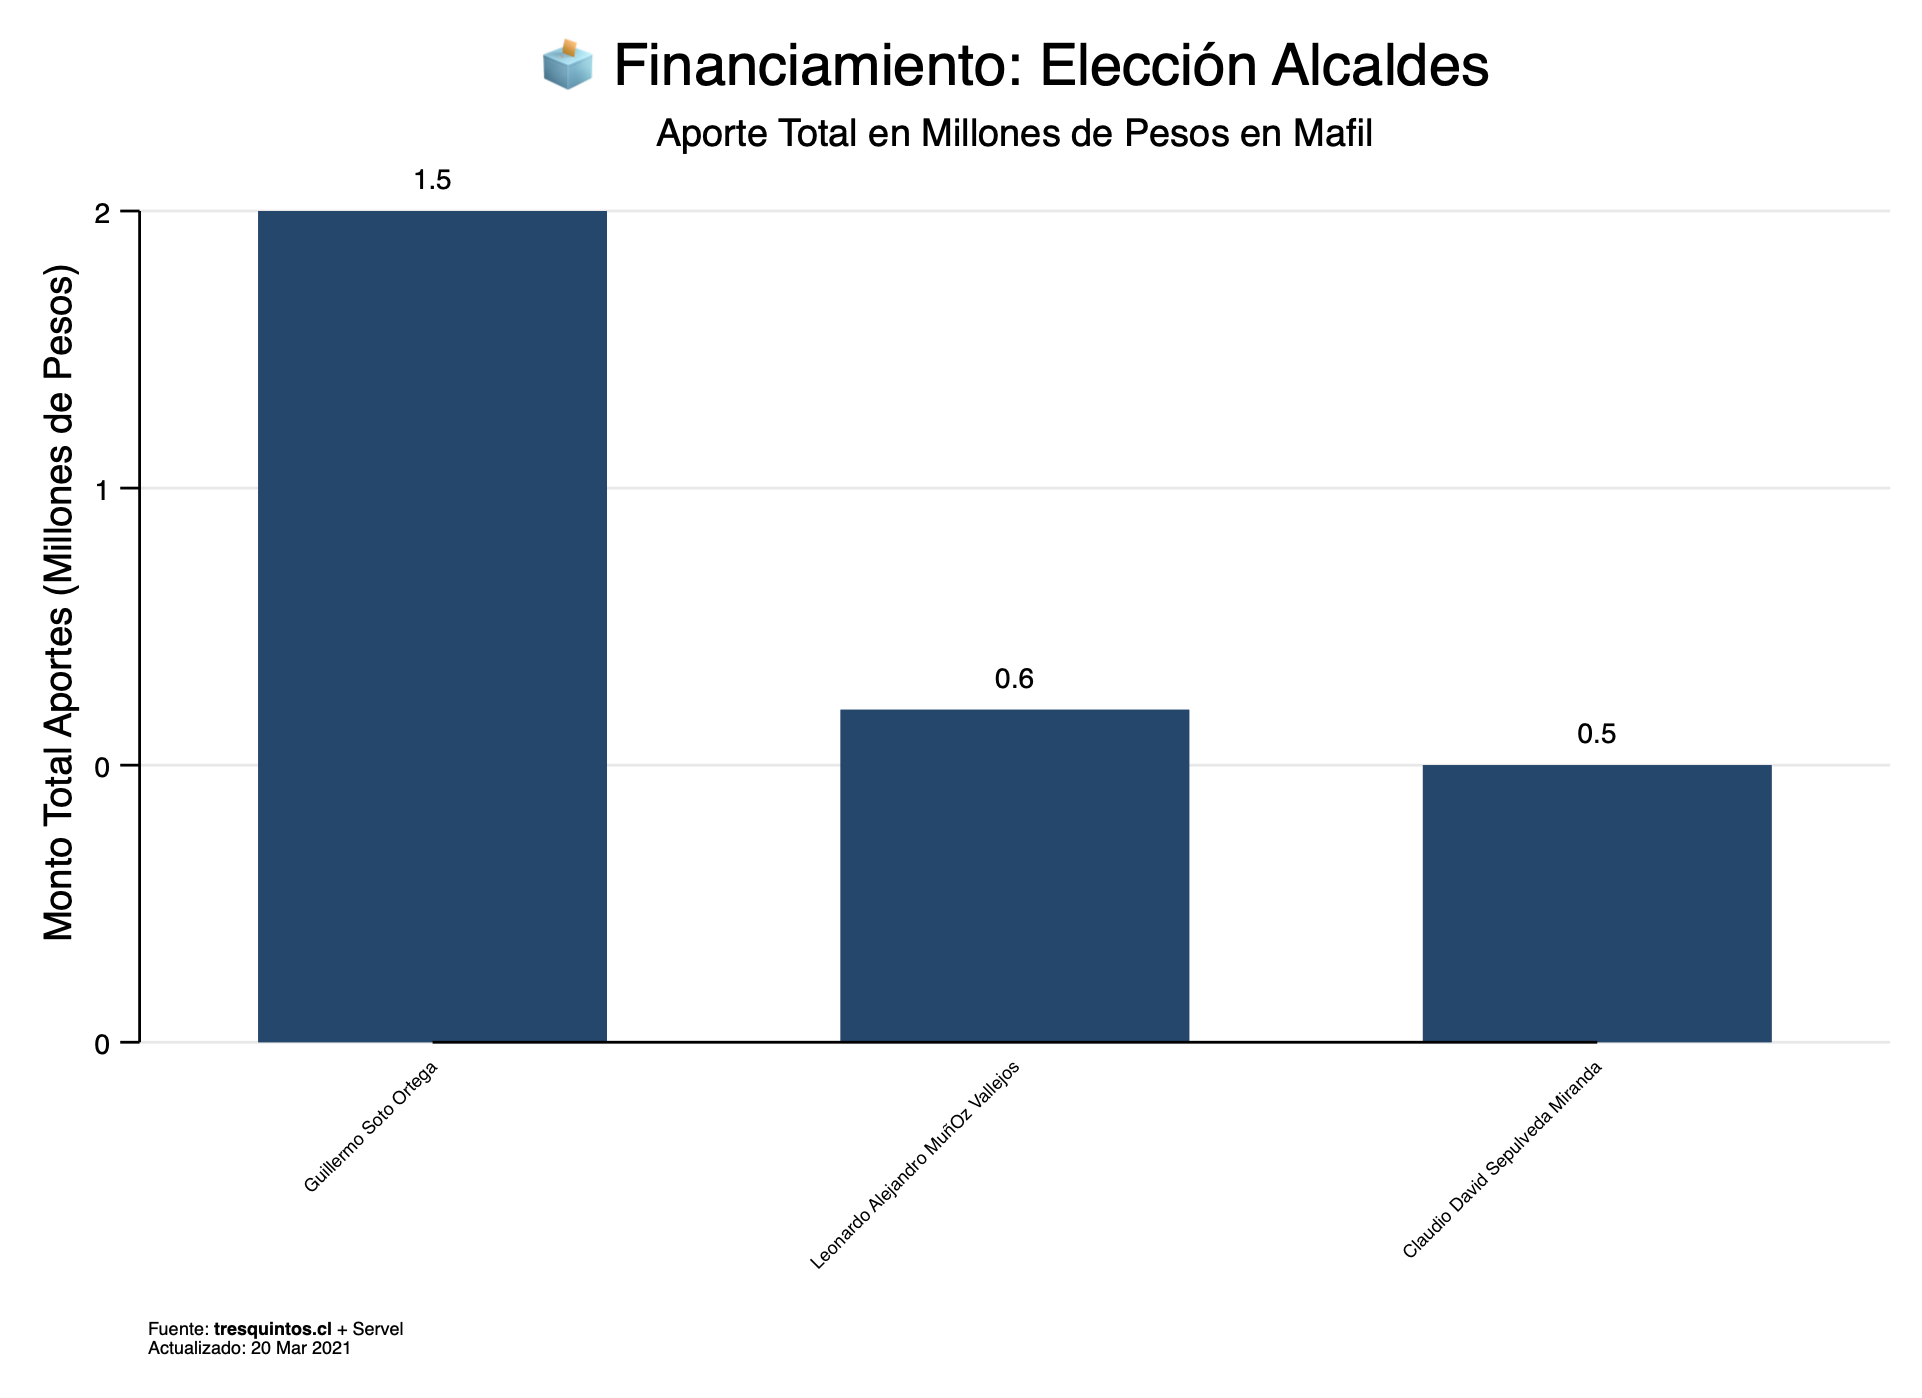 Financiamiento: Elección Alcaldes
Aporte Total en Millones de Pesos en Mafil
Monto Total Aportes (Millones de Pesos)
2
1
0
0
1.5
0.6
0.5
Guillermo Soto Ortega
Leonardo Alejandro MuñOz Vallejos
Claudio David Sepulveda Miranda
Fuente: tresquintos.cl + Servel
Actualizado: 20 Mar 2021